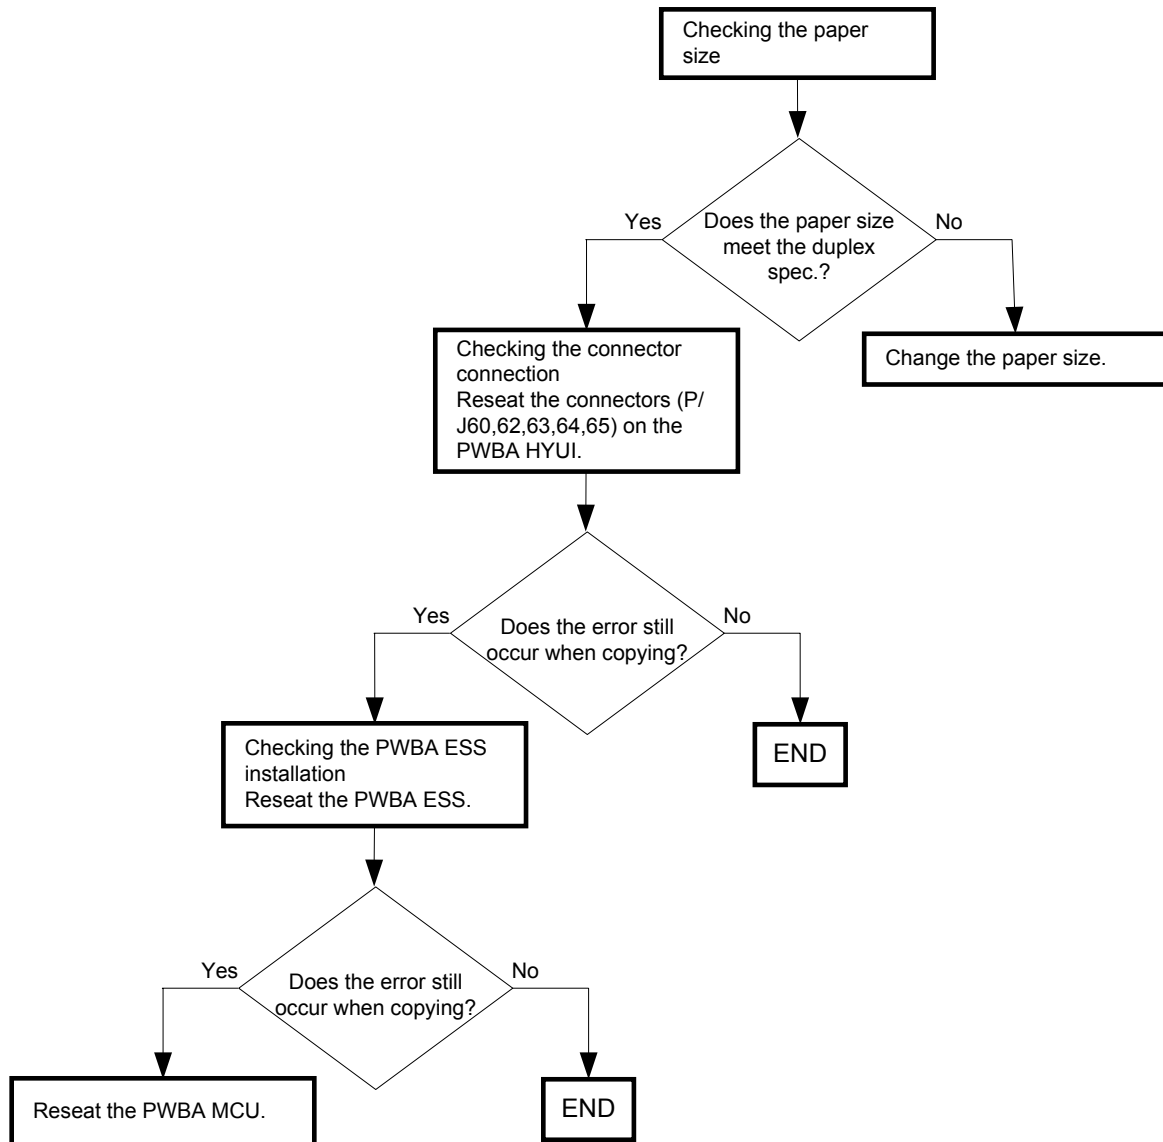 Checking the paper
size
Yes
Does the paper size
meet the duplex
spec.?
No
Checking the connector
connection
Reseat the connectors (P/
J60,62,63,64,65) on the
PWBA HYUI.
Change the paper size.
Yes
Does the error still
occur when copying?
No
Checking the PWBA ESS
installation
Reseat the PWBA ESS.
END
Yes
Does the error still
occur when copying?
No
Reseat the PWBA MCU.
END